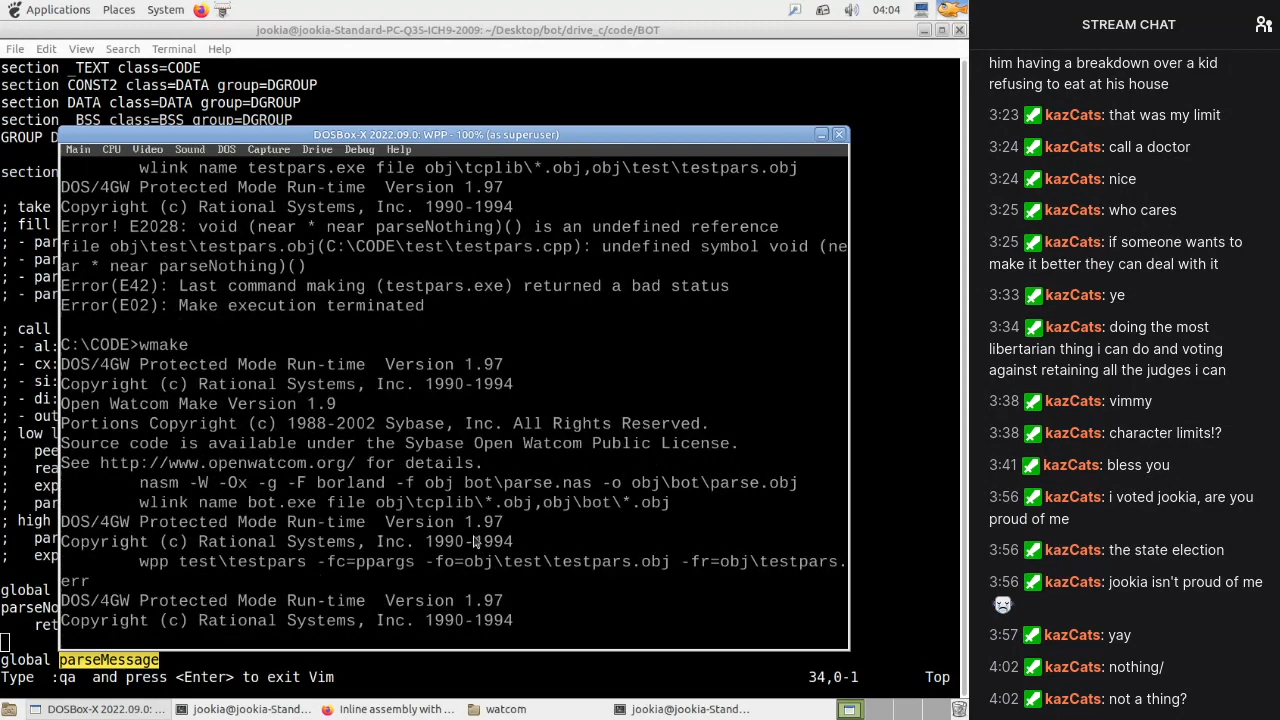 Applications Places System 04:04
jookia@jookia-Standard-PC-Q35-ICH9-2009: ~/Desktop/bot/drive_c/code/BOT
File Edit View Search Terminal Help
section _TEXT class=CODE
section CONST2 class=DATA group=DGROUP
section DATA class=DATA group=DGROUP
section _BSS class=BSS group=DGROUP
GROUP D
section
; take
; fill
; - par
; - par
; - par
; - par
; call
; - al:
; - cx:
; - si:
; - di:
; - out
; low l
; pee
; rea
; exp
; par
; high
; par
; exp
global
parseNo
ret
global parseMessage
Type :qa and press <Enter> to exit Vim 34,0-1 Top
DOSBox-X 2022.09.0: WPP - 100% (as superuser)
Main CPU Video Sound DOS Capture Drive Debug Help
wlink name testpars.exe file obj\tcplib\*.obj,obj\test\testpars.obj
DOS/4GW Protected Mode Run-time Version 1.97
Copyright (c) Rational Systems, Inc. 1990-1994
Error! E2028: void (near * near parseNothing)() is an undefined reference
file obj\test\testpars.obj(C:\CODE\test\testpars.cpp): undefined symbol void (ne
ar * near parseNothing)()
Error(E42): Last command making (testpars.exe) returned a bad status
Error(E02): Make execution terminated
C:\CODE>wmake
DOS/4GW Protected Mode Run-time Version 1.97
Copyright (c) Rational Systems, Inc. 1990-1994
Open Watcom Make Version 1.9
Portions Copyright (c) 1988-2002 Sybase, Inc. All Rights Reserved.
Source code is available under the Sybase Open Watcom Public License.
See http://www.openwatcom.org/ for details.
nasm -W -Ox -g -F borland -f obj bot\parse.nas -o obj\bot\parse.obj
wlink name bot.exe file obj\tcplib\*.obj,obj\bot\*.obj
DOS/4GW Protected Mode Run-time Version 1.97
Copyright (c) Rational Systems, Inc. 1990-1994
wpp test\testpars -fc=ppargs -fo=obj\test\testpars.obj -fr=obj\testpars.
err
DOS/4GW Protected Mode Run-time Version 1.97
Copyright (c) Rational Systems, Inc. 1990-1994
DOSBox-X 2022.09.0: ... jookia@jookia-Stand... Inline assembly with ... watcom jookia@jookia-Stand...
STREAM CHAT
him having a breakdown over a kid
refusing to eat at his house
3:23 kazCats: that was my limit
3:24 kazCats: call a doctor
3:24 kazCats: nice
3:25 kazCats: who cares
3:25 kazCats: if someone wants to
make it better they can deal with it
3:33 kazCats: ye
3:34 kazCats: doing the most
libertarian thing i can do and voting
against retaining all the judges i can
3:38 kazCats: vimmy
3:38 kazCats: character limits!?
3:41 kazCats: bless you
3:56 kazCats: i voted jookia, are you
proud of me
3:56 kazCats: the state election
3:56 kazCats: jookia isn't proud of me
3:57 kazCats: yay
4:02 kazCats: nothing/
4:02 kazCats: not a thing?